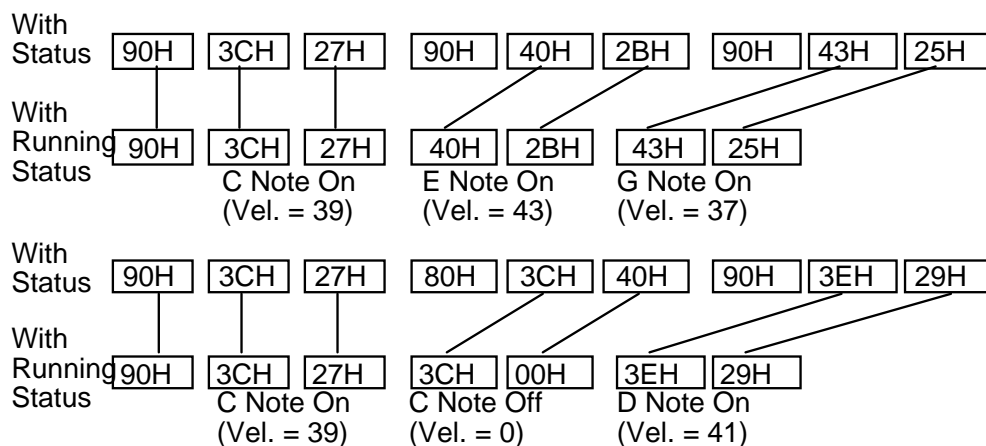 With
Status
90H 3CH 27H 90H 40H 2BH 90H 43H 25H
With
Running
Status
90H 3CH 27H 40H 2BH 43H 25H
C Note On E Note On G Note On
(Vel. = 39) (Vel. = 43) (Vel. = 37)
With
Status
90H 3CH 27H 80H 3CH 40H 90H 3EH 29H
With
Running
Status
90H 3CH 27H 3CH 00H 3EH 29H
C Note On C Note Off D Note On
(Vel. = 39) (Vel. = 0) (Vel. = 41)